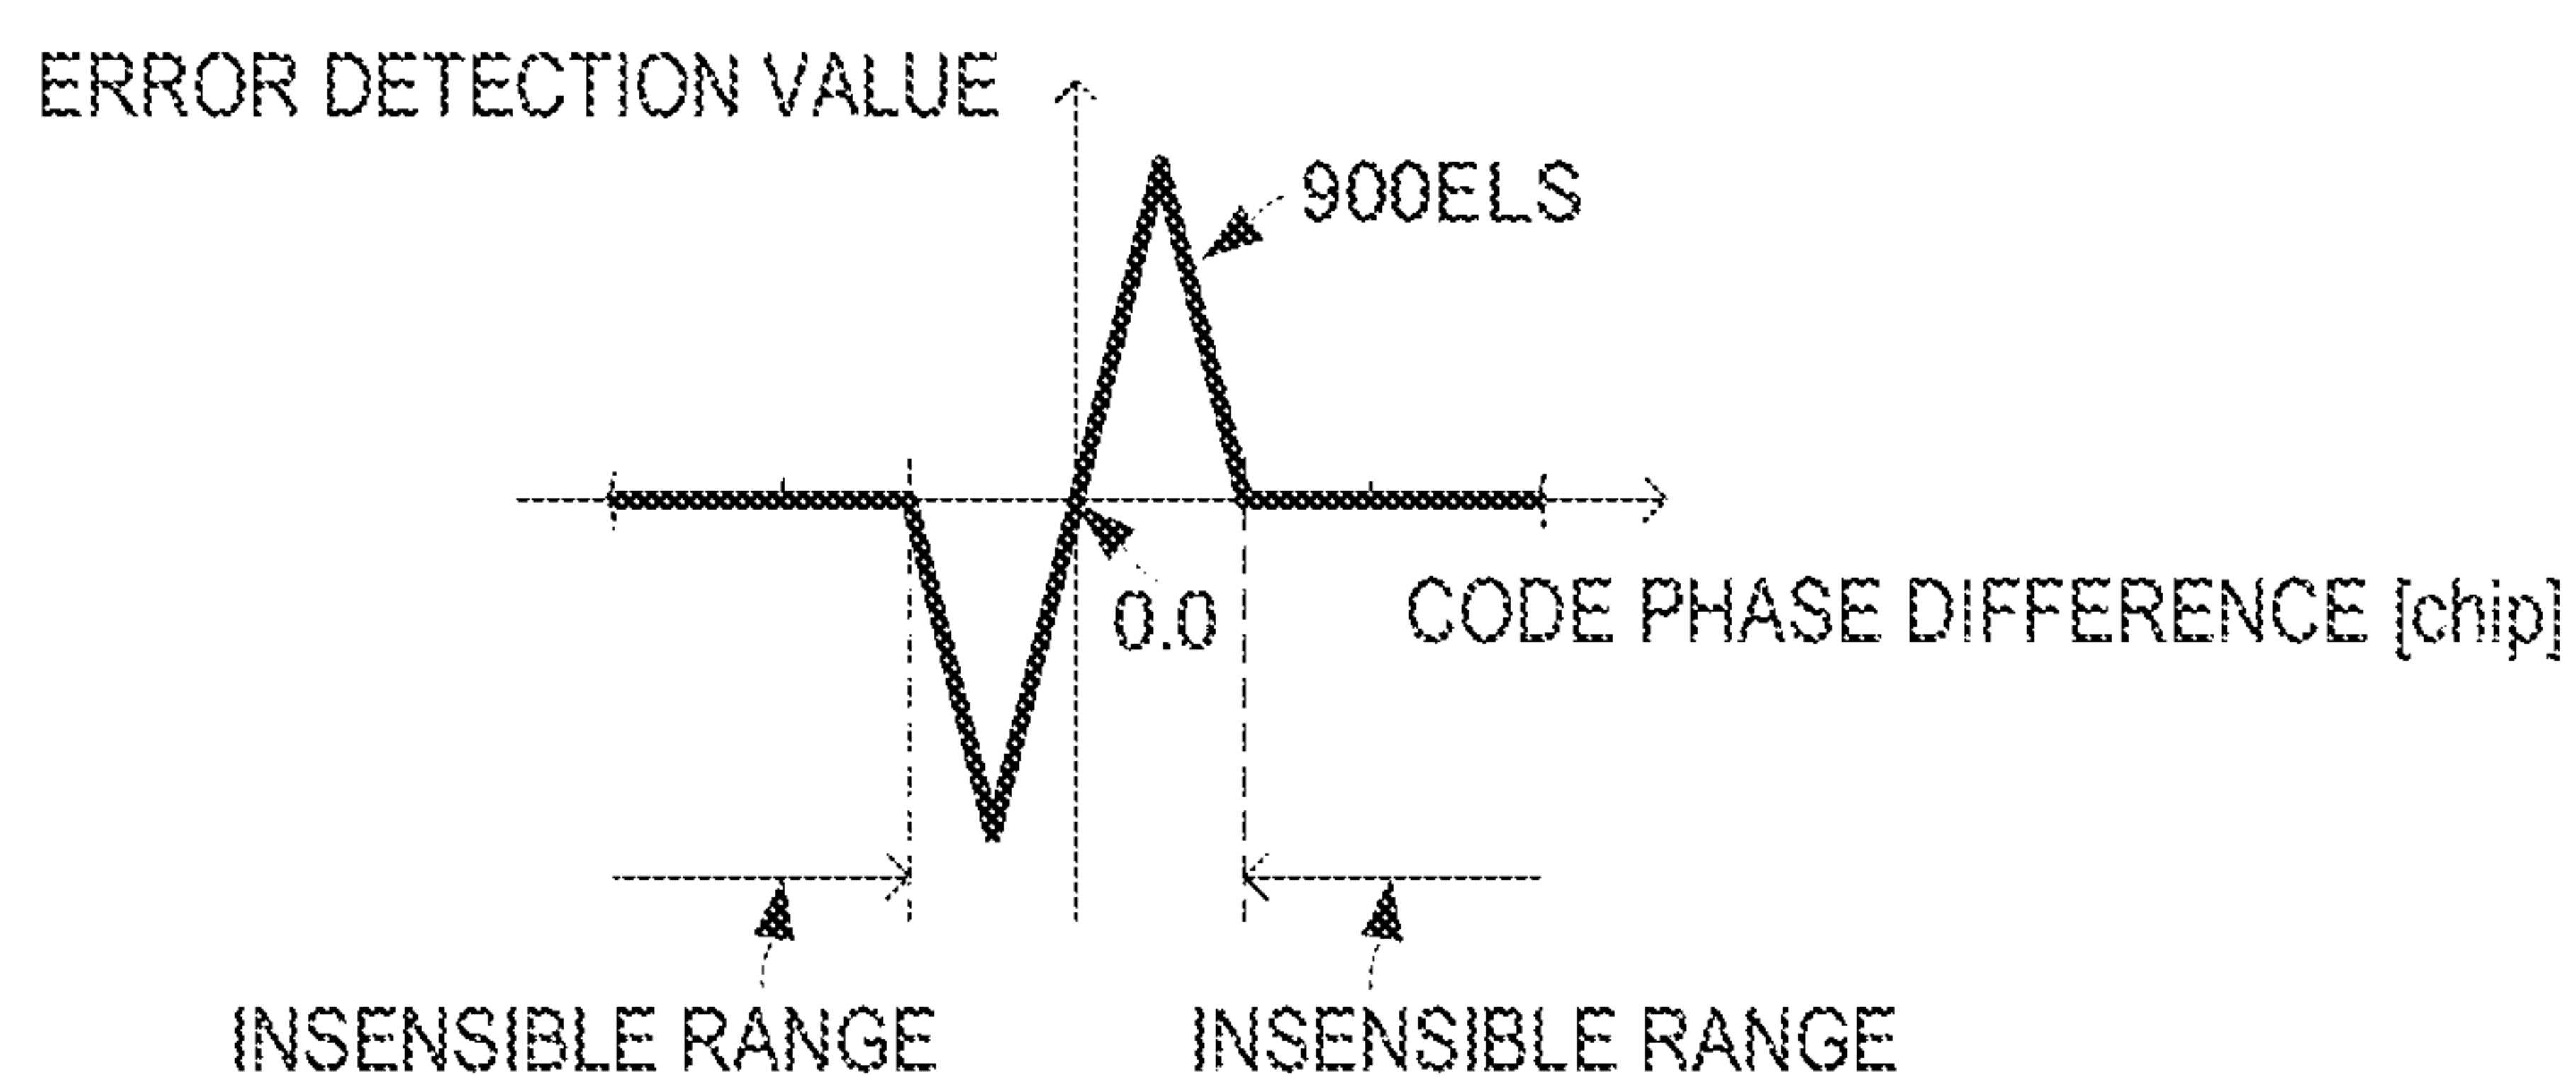 ERROR DETECTION VALUE
900ELS
0.0
CODE PHASE DIFFERENCE [chip]
INSENSIBLE RANGE
INSENSIBLE RANGE